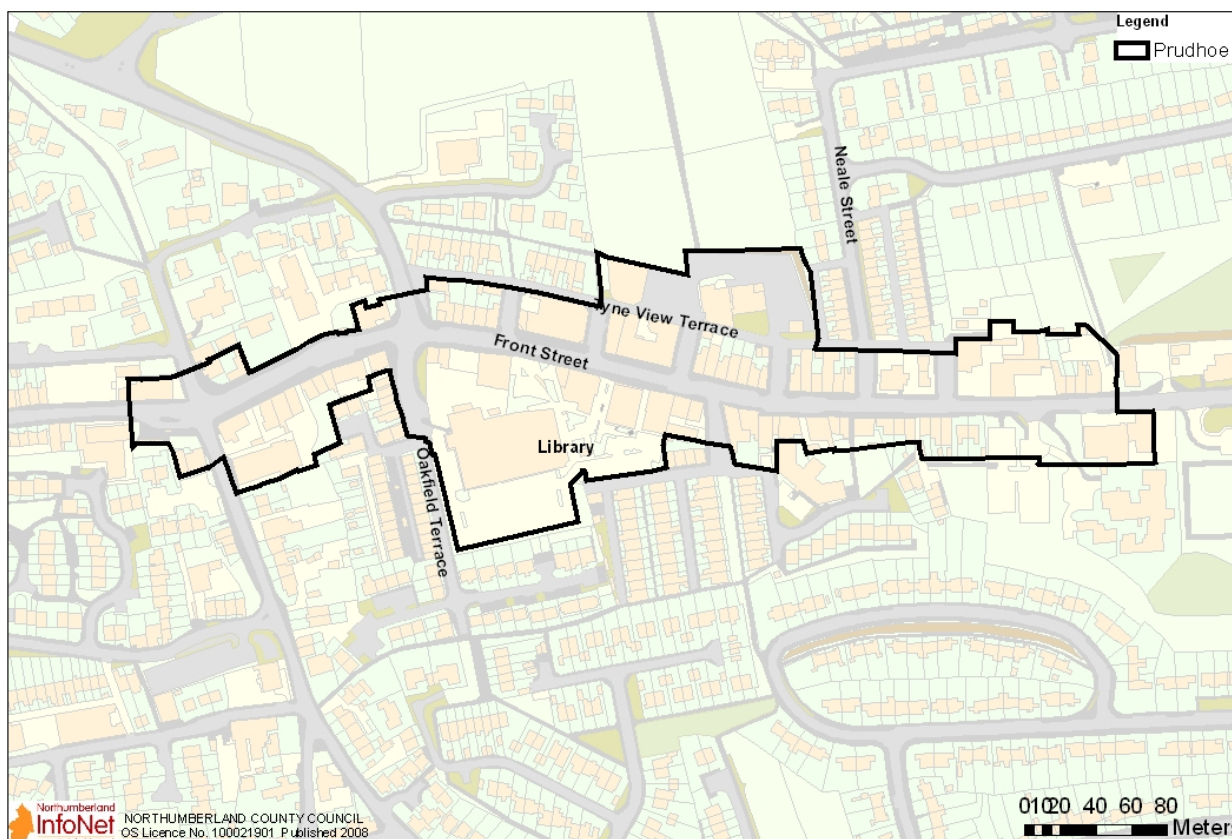 Legend
Prudhoe
Neale Street
Tyne View Terrace
Front Street
Library
Oakfield Terrace
Northumberland
InfoNet
NORTHUMBERLAND COUNTY COUNCIL
OS Licence No. 100021901 Published 2008
01020 40 60 80
Meter